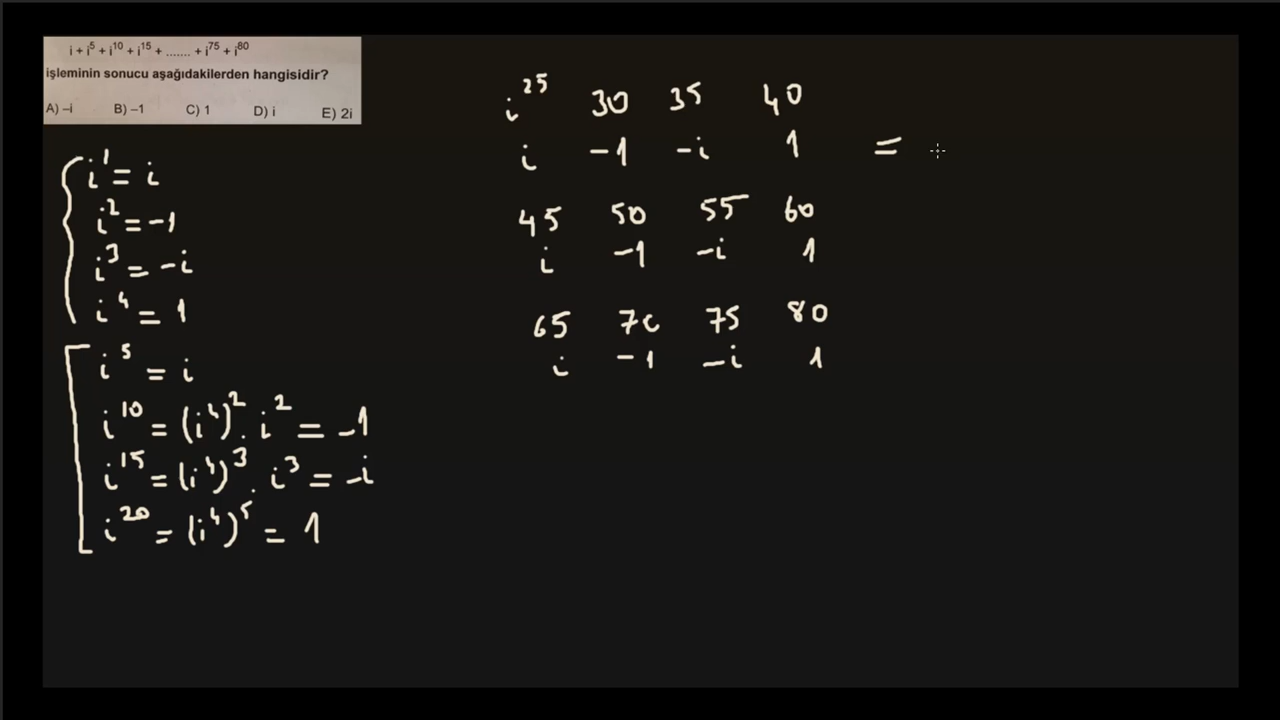 i + i⁵ + i¹⁰ + i¹⁵ + ....... + i⁷⁵ + i⁸⁰
işleminin sonucu aşağıdakilerden hangisidir?
A) –i B) –1 C) 1 D) i E) 2i
i¹ = i
i² = -1
i³ = -i
i⁴ = 1
i⁵ = i
i¹⁰ = (i⁴)² . i² = -1
i¹⁵ = (i⁴)³ . i³ = -i
i²⁰ = (i⁴)⁵ = 1
i²⁵ 30 35 40
i -1 -i 1 =
45 50 55 60
i -1 -i 1
65 70 75 80
i -1 -i 1